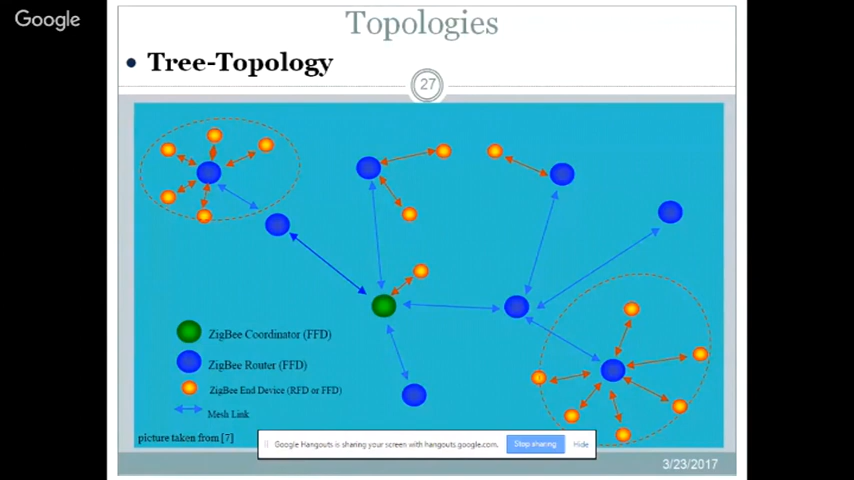 Google
Topologies
• Tree-Topology
27
ZigBee Coordinator (FFD)
ZigBee Router (FFD)
ZigBee End Device (RFD or FFD)
Mesh Link
picture taken from [7]
Google Hangouts is sharing your screen with hangouts.google.com.
Stop sharing
Hide
3/23/2017